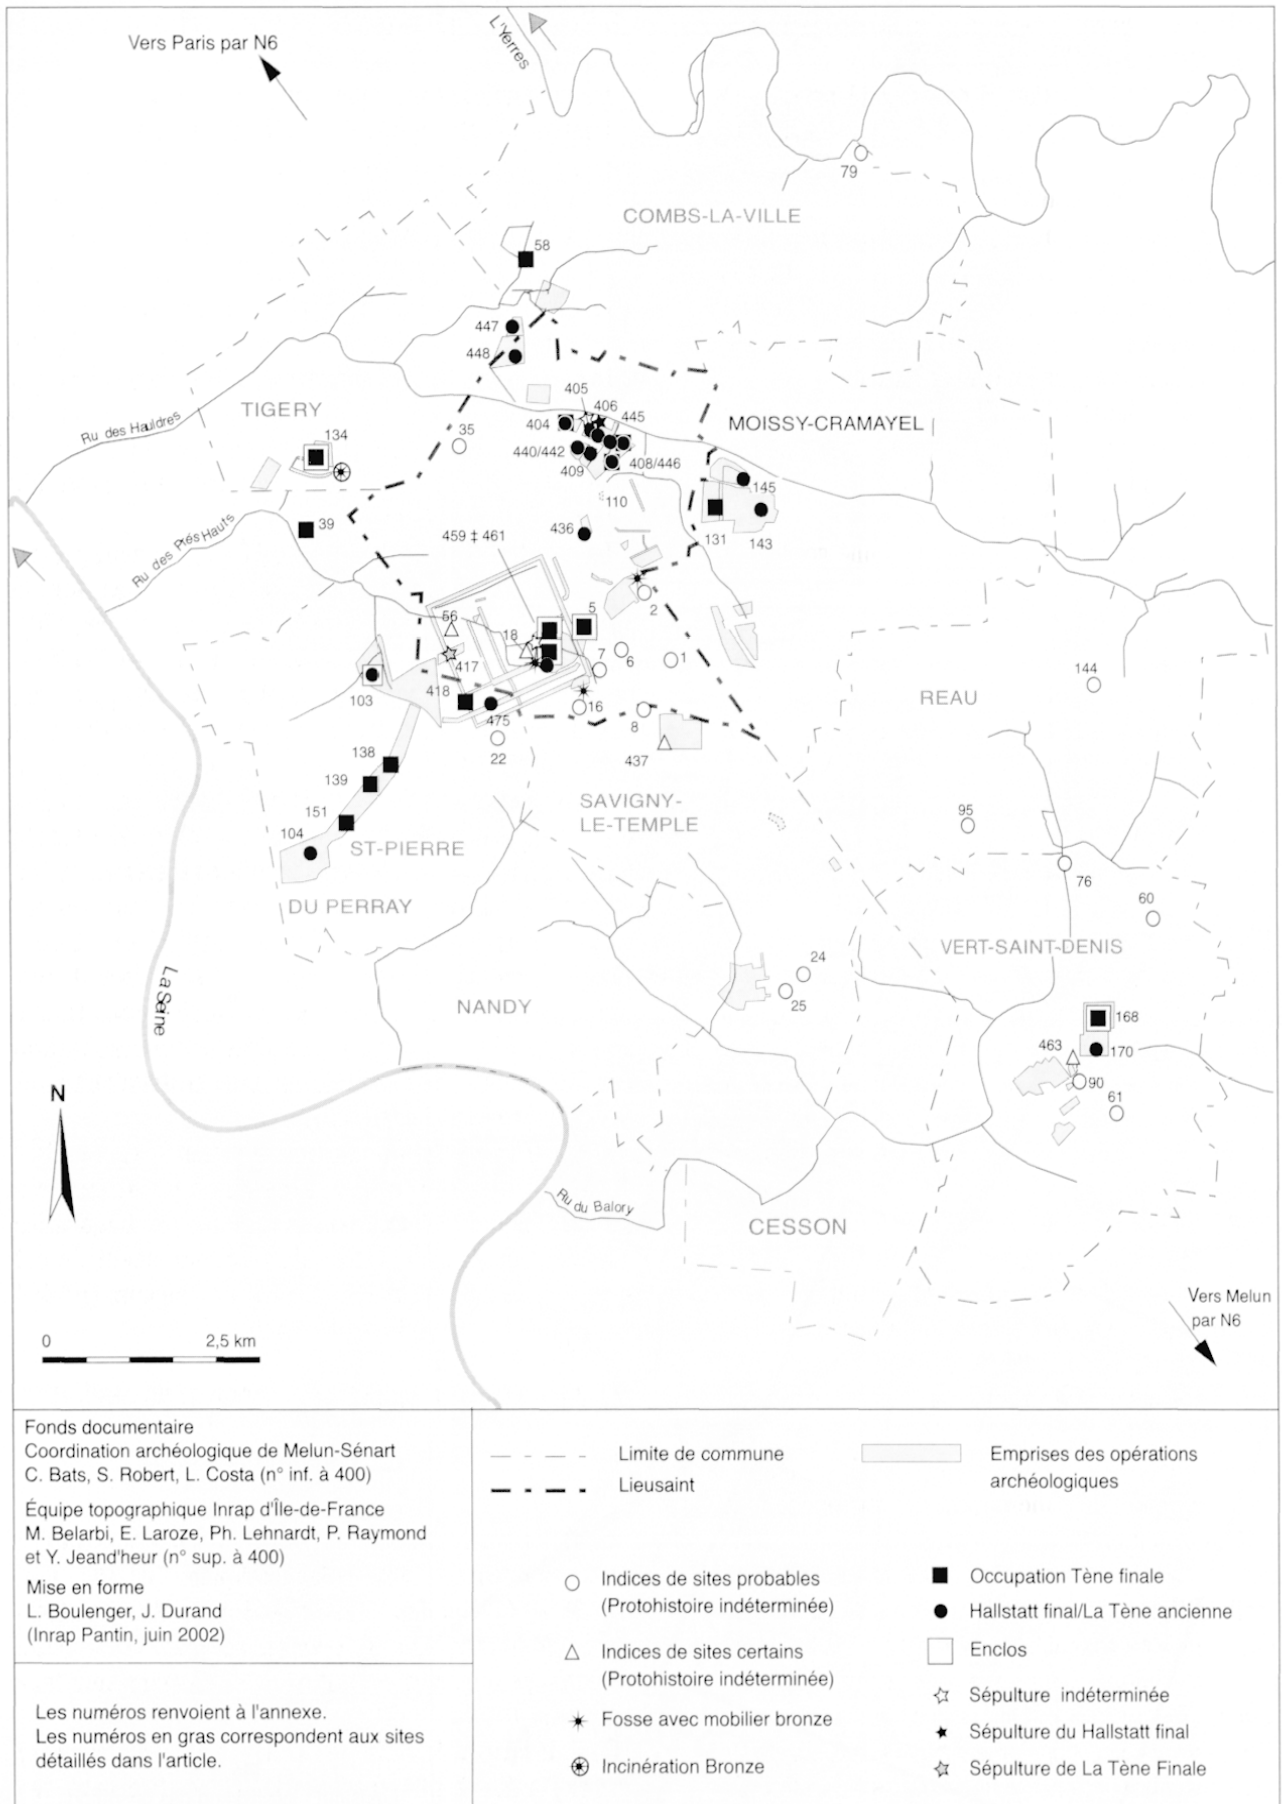 Vers Paris par N6
L'Yerres
79
COMBS-LA-VILLE
58
447
448
405
406
445
404
MOISSY-CRAMAYEL
TIGERY
Ru des Hauldres
134
35
440/442
408/446
409
145
110
39
436
131
143
Ru des Prés Hauts
459 ‡ 461
2
56
5
18
7
6
1
417
144
103
418
REAU
16
8
475
22
437
138
139
SAVIGNY-
LE-TEMPLE
95
151
104
ST-PIERRE
76
DU PERRAY
60
VERT-SAINT-DENIS
La Seine
24
25
NANDY
168
463
170
90
61
N
Ru du Balory
CESSON
Vers Melun
par N6
0 2,5 km
Fonds documentaire
Coordination archéologique de Melun-Sénart
C. Bats, S. Robert, L. Costa (n° inf. à 400)
Équipe topographique Inrap d'Île-de-France
M. Belarbi, E. Laroze, Ph. Lehnardt, P. Raymond
et Y. Jeand'heur (n° sup. à 400)
Mise en forme
L. Boulenger, J. Durand
(Inrap Pantin, juin 2002)
Les numéros renvoient à l'annexe.
Les numéros en gras correspondent aux sites
détaillés dans l'article.
Limite de commune
Lieusaint
Emprises des opérations
archéologiques
Indices de sites probables
(Protohistoire indéterminée)
Indices de sites certains
(Protohistoire indéterminée)
Fosse avec mobilier bronze
Incinération Bronze
Occupation Tène finale
Hallstatt final/La Tène ancienne
Enclos
Sépulture indéterminée
Sépulture du Hallstatt final
Sépulture de La Tène Finale